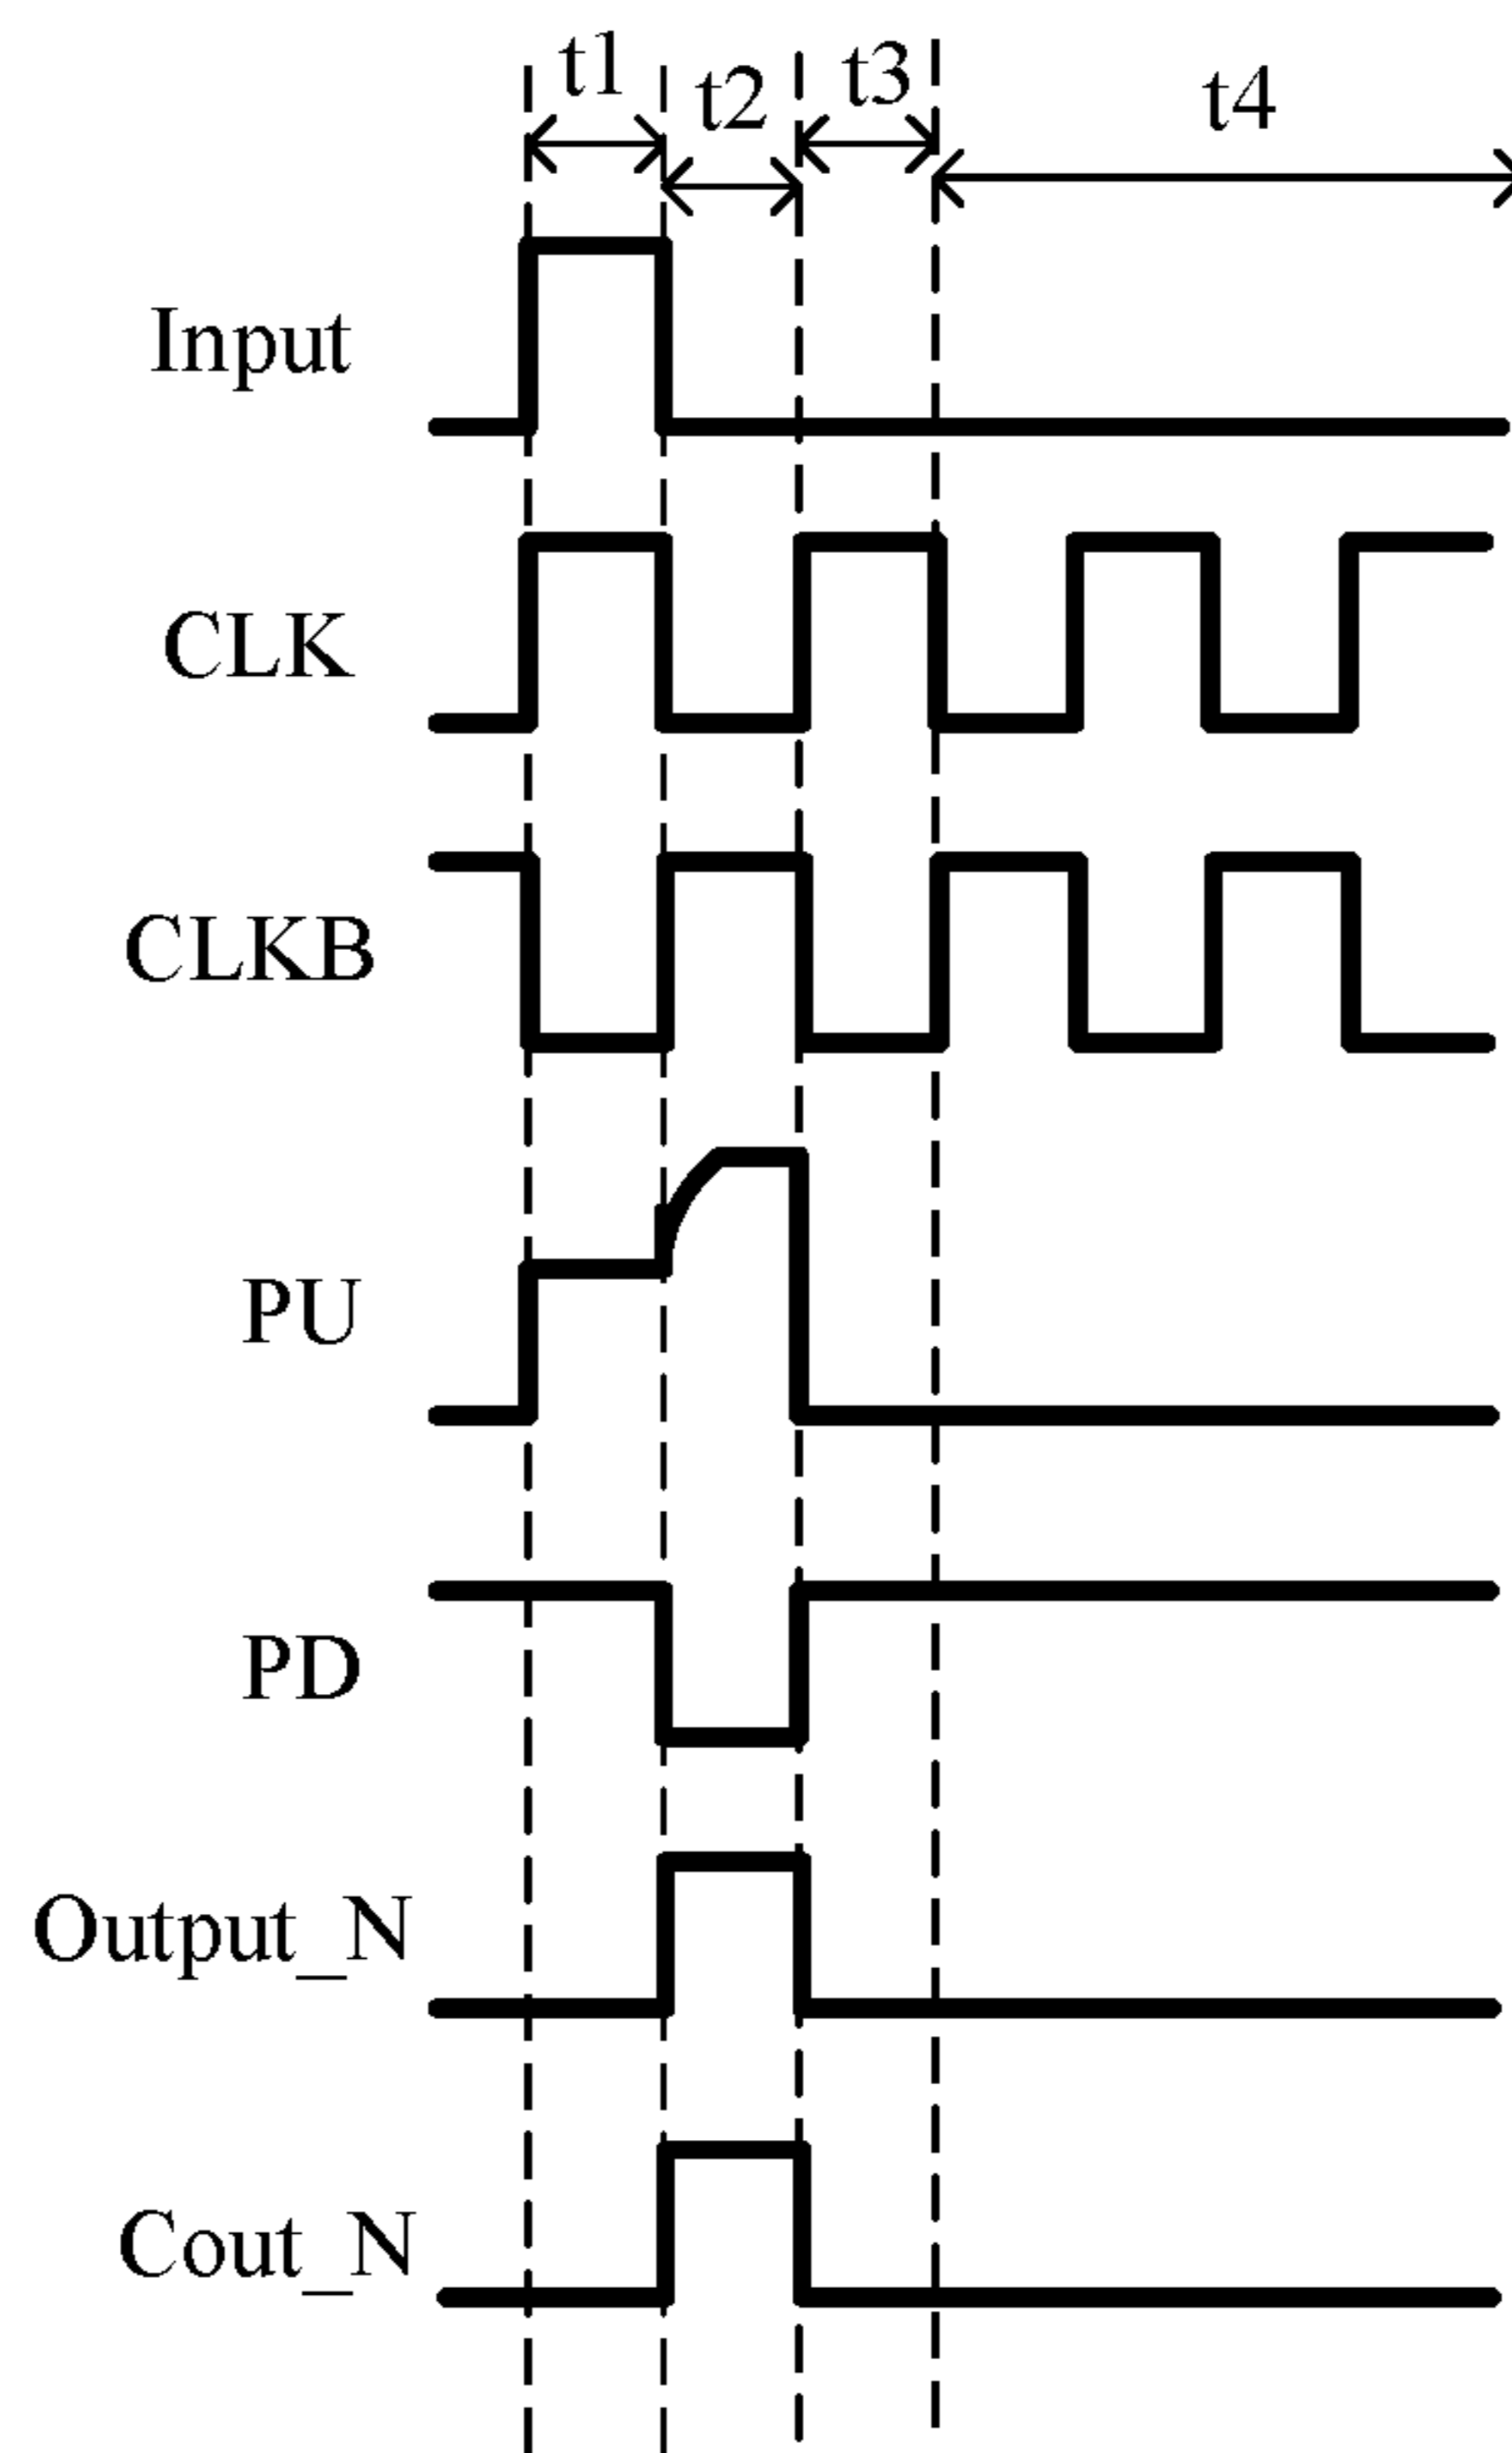 t1
t2
t3
t4
Input
CLK
CLKB
PU
PD
Output_N
Cout_N